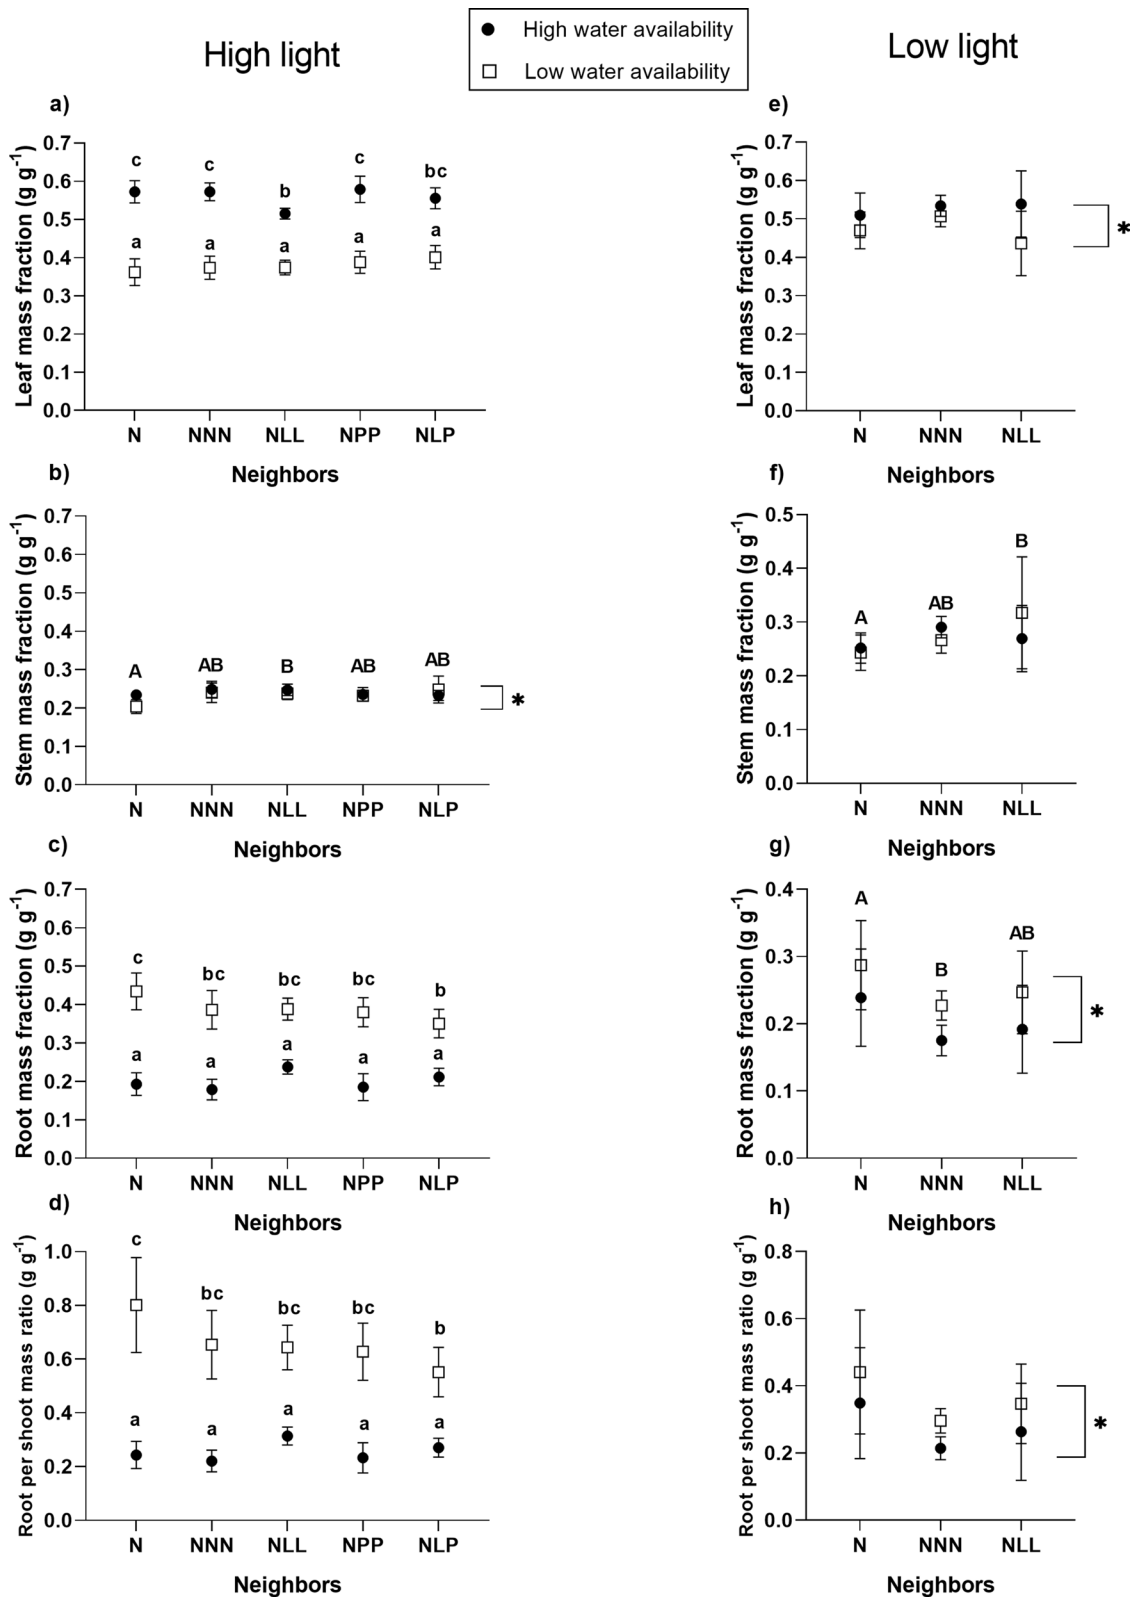 High light
High water availability
Low water availability
Low light
a)
Leaf mass fraction (g g⁻¹)
0.7
0.6
0.5
0.4
0.3
0.2
0.1
0.0
c
c
b
c
bc
a
a
a
a
a
N NNN NLL NPP NLP
Neighbors
e)
Leaf mass fraction (g g⁻¹)
0.7
0.6
0.5
0.4
0.3
0.2
0.1
0.0
*
N NNN NLL
Neighbors
b)
Stem mass fraction (g g⁻¹)
0.7
0.6
0.5
0.4
0.3
0.2
0.1
0.0
A
AB
B
AB
AB
*
N NNN NLL NPP NLP
Neighbors
f)
Stem mass fraction (g g⁻¹)
0.5
0.4
0.3
0.2
0.1
0.0
A
AB
B
N NNN NLL
Neighbors
c)
Root mass fraction (g g⁻¹)
0.7
0.6
0.5
0.4
0.3
0.2
0.1
0.0
c
bc
bc
bc
b
a
a
a
a
a
N NNN NLL NPP NLP
Neighbors
g)
Root mass fraction (g g⁻¹)
0.4
0.3
0.2
0.1
0.0
A
B
AB
*
N NNN NLL
Neighbors
d)
Root per shoot mass ratio (g g⁻¹)
1.0
0.8
0.6
0.4
0.2
0.0
c
bc
bc
bc
b
a
a
a
a
a
N NNN NLL NPP NLP
Neighbors
h)
Root per shoot mass ratio (g g⁻¹)
0.8
0.6
0.4
0.2
0.0
*
N NNN NLL
Neighbors